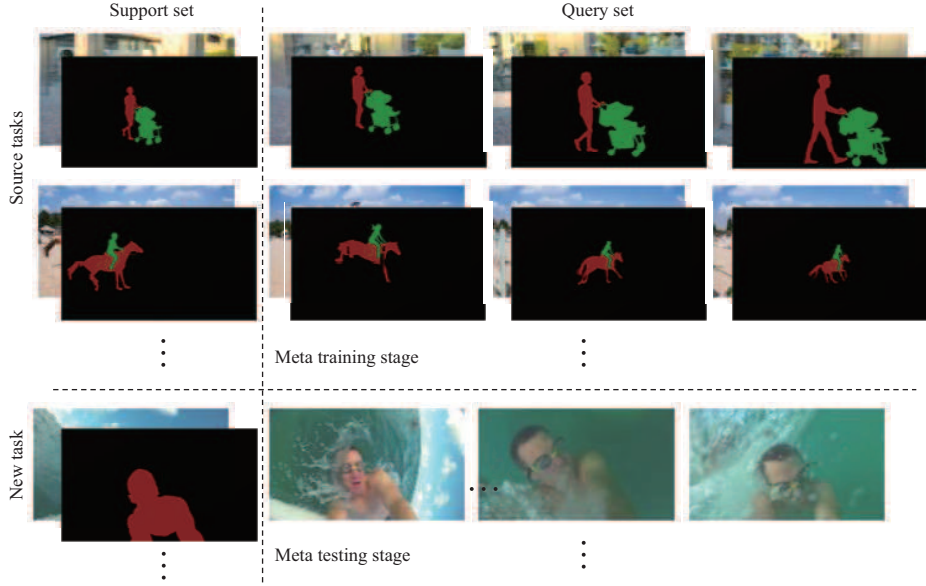 Support set
Query set
Source tasks
Meta training stage
New task
Meta testing stage